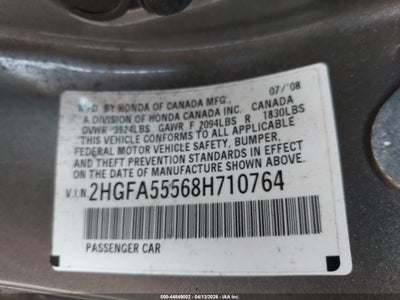 07/'08
MFD. BY HONDA OF CANADA MFG.,
A DIVISION OF HONDA CANADA INC. CANADA
GVWR 3924LBS GAWR F 2094LBS R 1830LBS
THIS VEHICLE CONFORMS TO ALL APPLICABLE
FEDERAL MOTOR VEHICLE SAFETY, BUMPER,
AND THEFT PREVENTION STANDARDS IN EFFECT
ON THE DATE OF MANUFACTURE SHOWN ABOVE.
V.I.N 2HGFA55568H710764
PASSENGER CAR
000-44849002 - 04/13/2026 - IAA Inc.